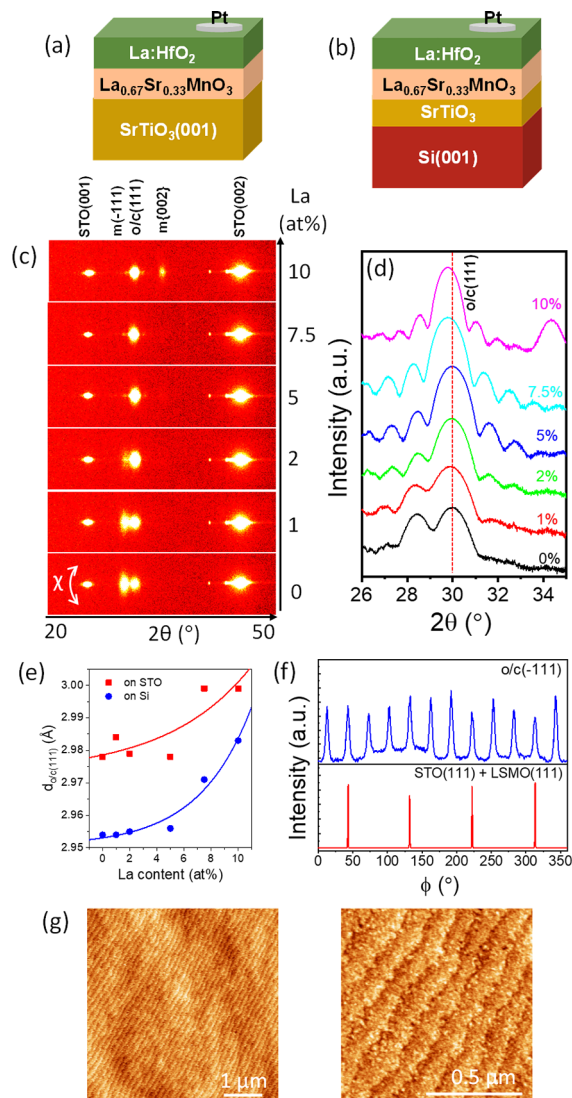 (a)
Pt
La:HfO₂
La₀.₆₇Sr₀.₃₃MnO₃
SrTiO₃(001)
(b)
Pt
La:HfO₂
La₀.₆₇Sr₀.₃₃MnO₃
SrTiO₃
Si(001)
(c)
STO(001)
m(-111)
o/c(111)
m{002}
STO(002)
La
(at%)
10
7.5
5
2
1
0
χ
20
2θ (°)
50
(d)
o/c(111)
10%
7.5%
5%
2%
1%
0%
Intensity (a.u.)
26 28 30 32 34
2θ (°)
(e)
on STO
on Si
3.00
2.99
2.98
2.97
2.96
2.95
d o/c(111) (Å)
0 2 4 6 8 10
La content (at%)
(f)
o/c(-111)
STO(111) + LSMO(111)
Intensity (a.u.)
0 50 100 150 200 250 300 350
ϕ (°)
(g)
1 µm
0.5 µm